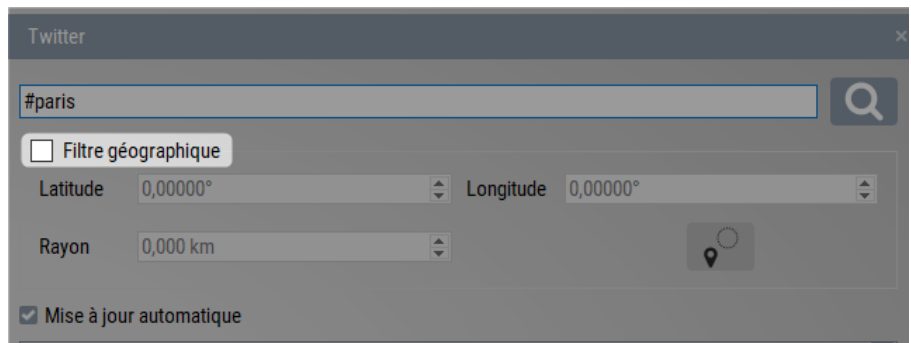 Twitter ×
#paris
Filtre géographique
Latitude 0,00000° Longitude 0,00000°
Rayon 0,000 km
Mise à jour automatique